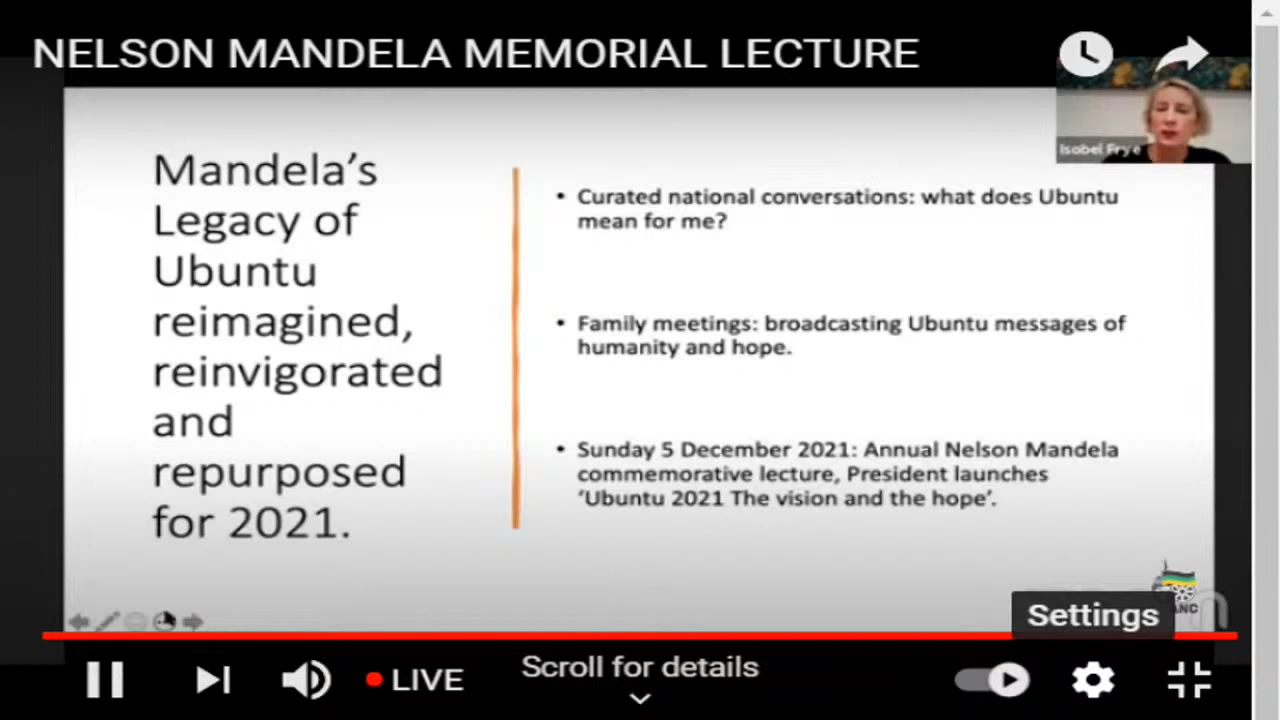 NELSON MANDELA MEMORIAL LECTURE
Isobel Frye
Mandela's
Legacy of
Ubuntu
reimagined,
reinvigorated
and
repurposed
for 2021.
• Curated national conversations: what does Ubuntu
mean for me?
• Family meetings: broadcasting Ubuntu messages of
humanity and hope.
• Sunday 5 December 2021: Annual Nelson Mandela
commemorative lecture, President launches
‘Ubuntu 2021 The vision and the hope’.
ANC
Settings
LIVE
Scroll for details